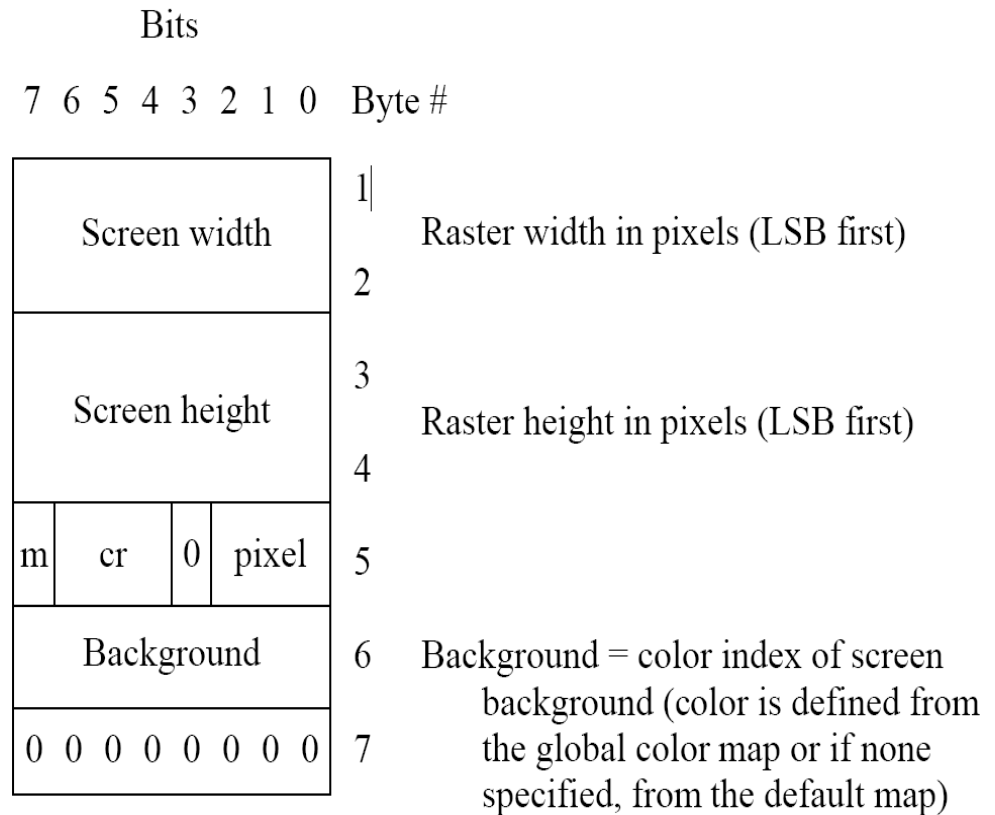 Bits
7 6 5 4 3 2 1 0 Byte #
1
Screen width
Raster width in pixels (LSB first)
2
3
Screen height
Raster height in pixels (LSB first)
4
m cr 0 pixel 5
Background 6 Background = color index of screen
background (color is defined from
0 0 0 0 0 0 0 0 7 the global color map or if none
specified, from the default map)